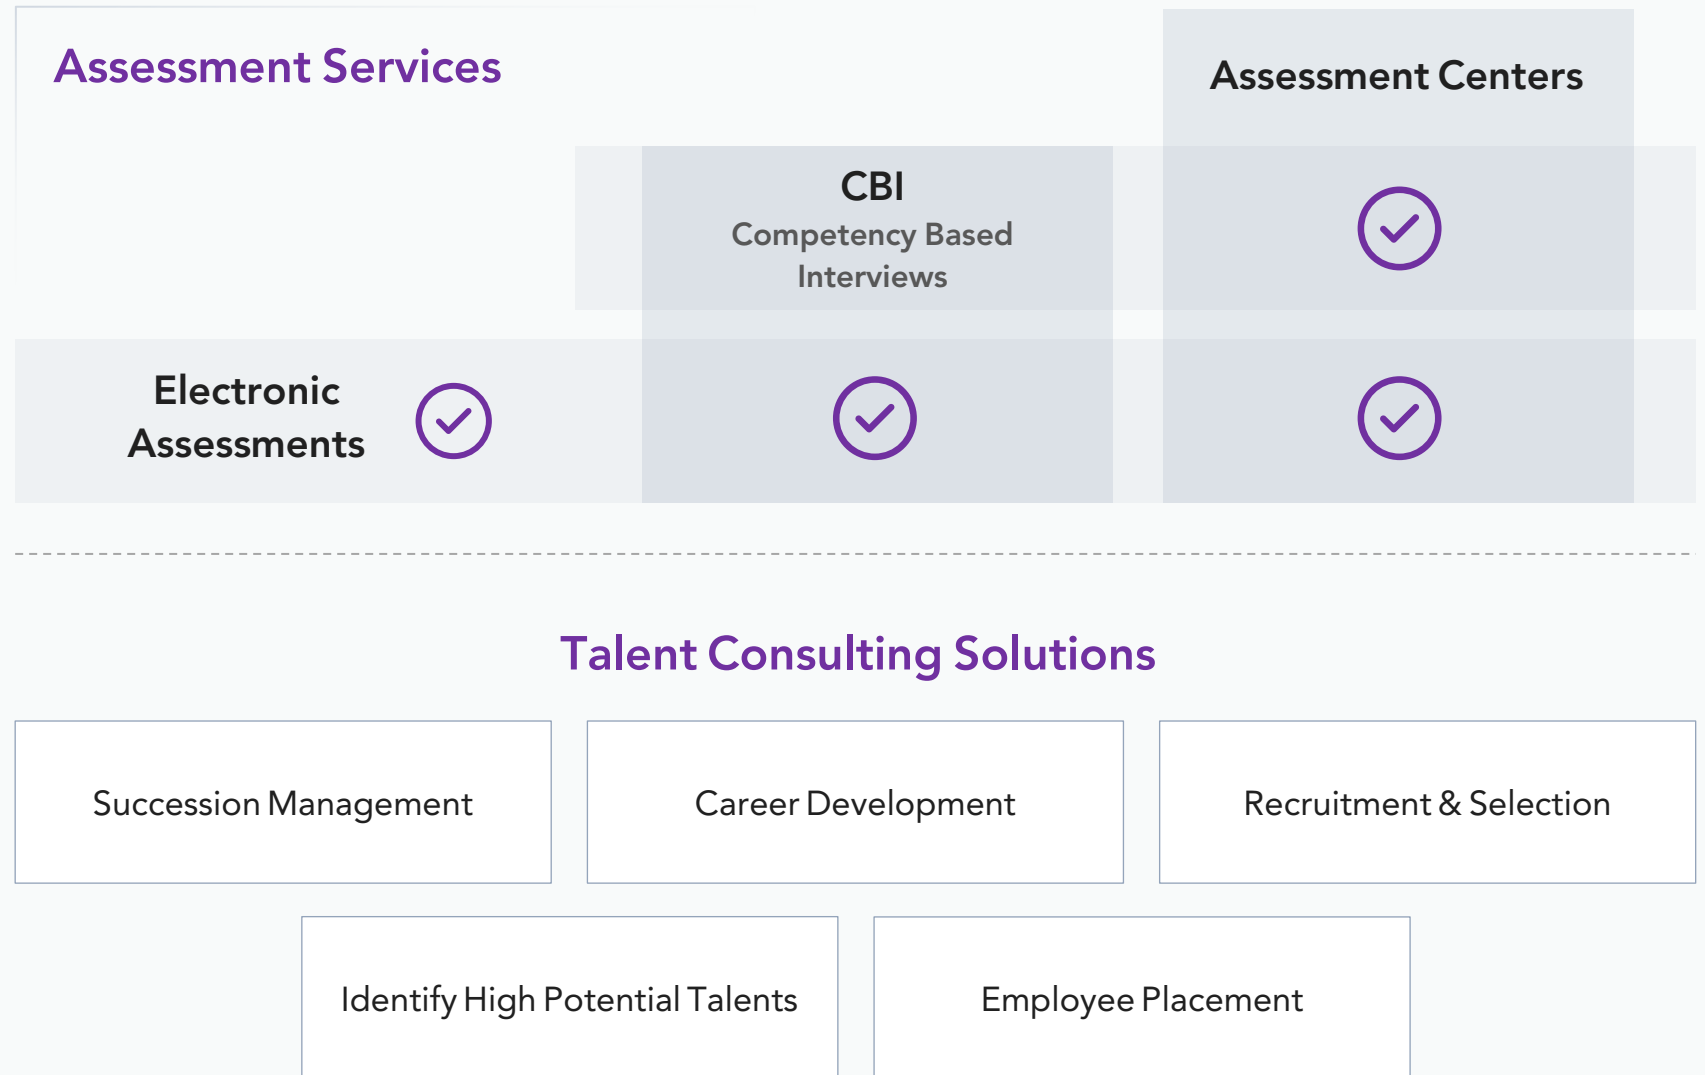 Assessment Services
Assessment Centers
CBI
Competency Based
Interviews
Electronic
Assessments
Talent Consulting Solutions
Succession Management
Career Development
Recruitment & Selection
Identify High Potential Talents
Employee Placement